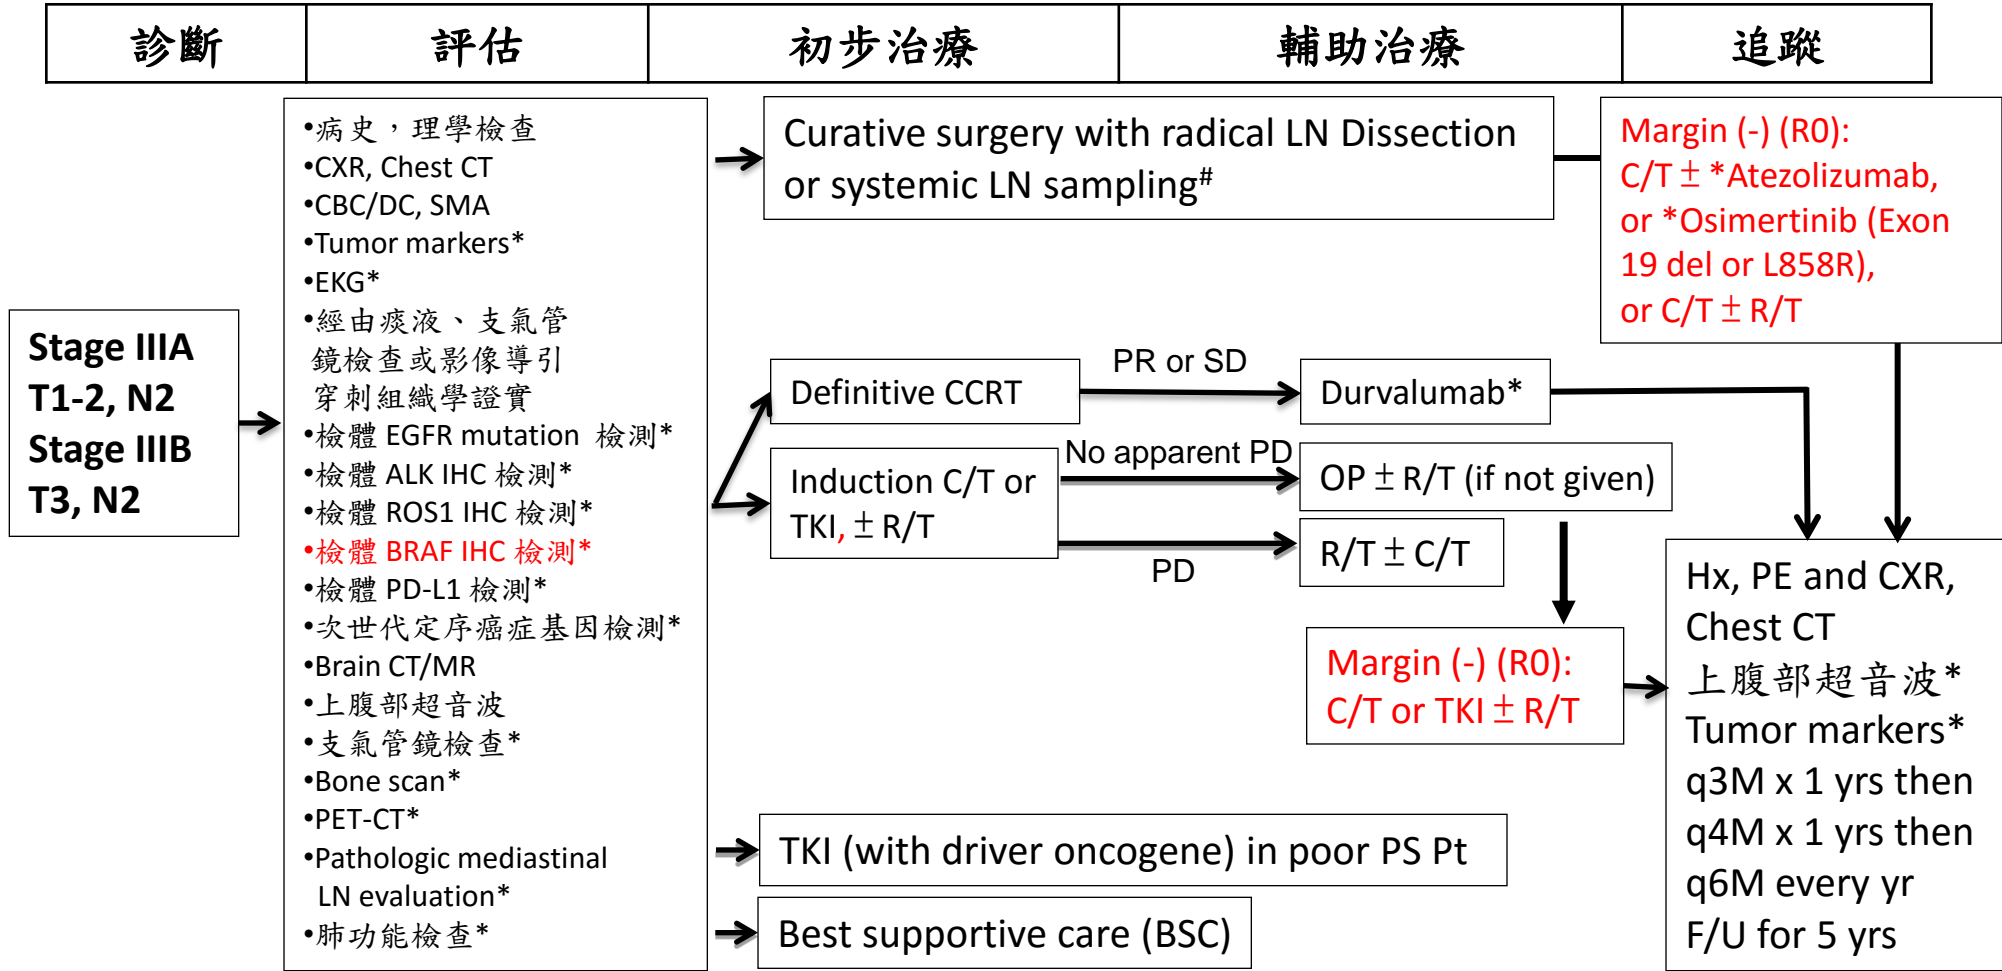 診斷
評估
初步治療
輔助治療
追蹤
Stage IIIA
T1-2, N2
Stage IIIB
T3, N2
•病史，理學檢查
•CXR, Chest CT
•CBC/DC, SMA
•Tumor markers*
•EKG*
•經由痰液、支氣管
鏡檢查或影像導引
穿刺組織學證實
•檢體 EGFR mutation 檢測*
•檢體 ALK IHC 檢測*
•檢體 ROS1 IHC 檢測*
•檢體 BRAF IHC 檢測*
•檢體 PD-L1 檢測*
•次世代定序癌症基因檢測*
•Brain CT/MR
•上腹部超音波
•支氣管鏡檢查*
•Bone scan*
•PET-CT*
•Pathologic mediastinal
LN evaluation*
•肺功能檢查*
Curative surgery with radical LN Dissection
or systemic LN sampling#
Definitive CCRT
PR or SD
Durvalumab*
Induction C/T or
TKI, ± R/T
No apparent PD
OP ± R/T (if not given)
PD
R/T ± C/T
Margin (-) (R0):
C/T or TKI ± R/T
TKI (with driver oncogene) in poor PS Pt
Best supportive care (BSC)
Margin (-) (R0):
C/T ± *Atezolizumab,
or *Osimertinib (Exon
19 del or L858R),
or C/T ± R/T
Hx, PE and CXR,
Chest CT
上腹部超音波*
Tumor markers*
q3M x 1 yrs then
q4M x 1 yrs then
q6M every yr
F/U for 5 yrs